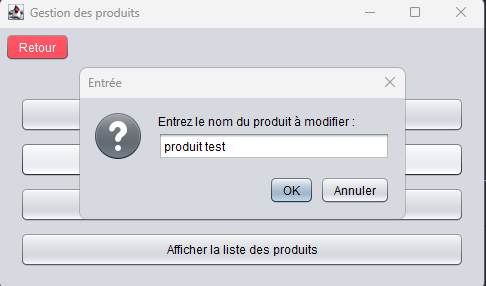 Gestion des produits
Retour
Entrée
Entrez le nom du produit à modifier :
produit test
OK
Annuler
Afficher la liste des produits